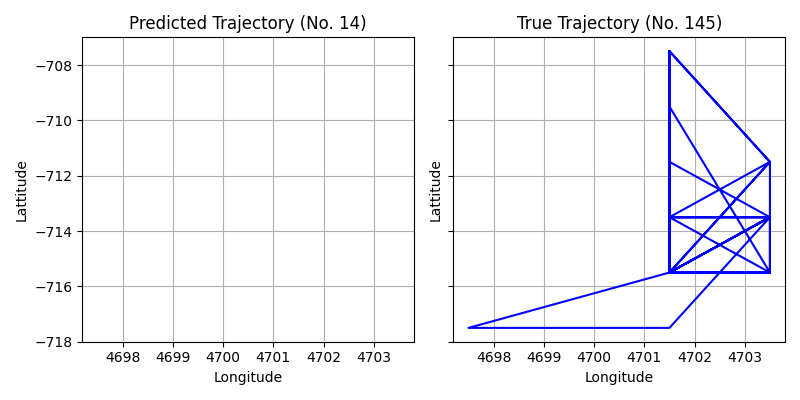 Predicted Trajectory (No. 14)
True Trajectory (No. 145)
−708
−710
−712
−714
−716
−718
Lattitude
Lattitude
4698 4699 4700 4701 4702 4703
4698 4699 4700 4701 4702 4703
Longitude
Longitude